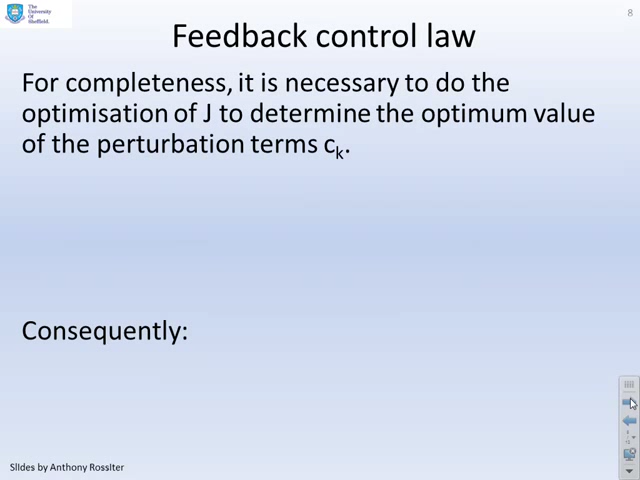 The
University
Of
Sheffield.
8
Feedback control law
For completeness, it is necessary to do the
optimisation of J to determine the optimum value
of the perturbation terms ck.
Consequently:
Slides by Anthony Rossiter